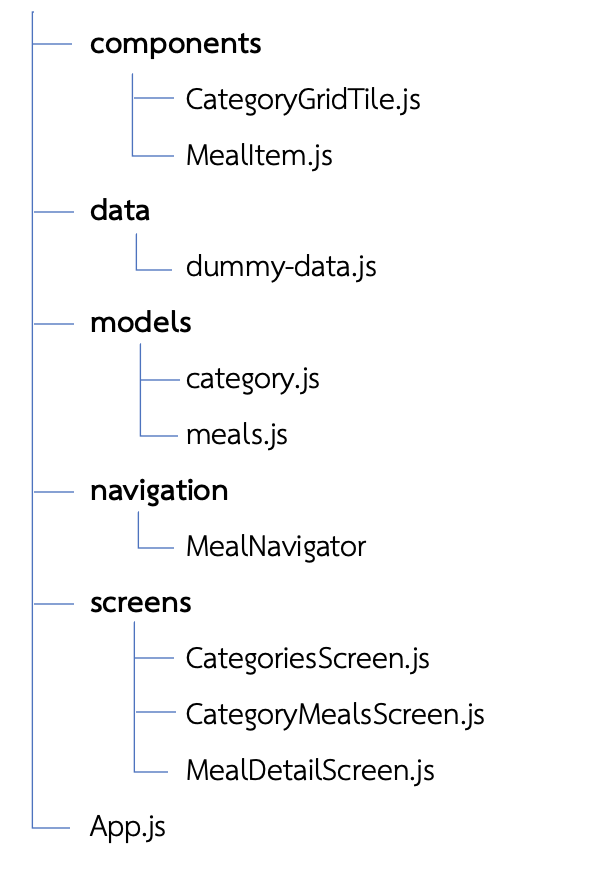 components
CategoryGridTile.js
MealItem.js
data
dummy-data.js
models
category.js
meals.js
navigation
MealNavigator
screens
CategoriesScreen.js
CategoryMealsScreen.js
MealDetailScreen.js
App.js